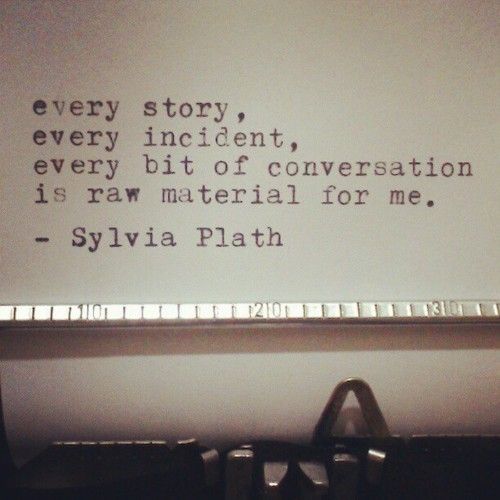 every story,
every incident,
every bit of conversation
is raw material for me.
- Sylvia Plath
10 20 30